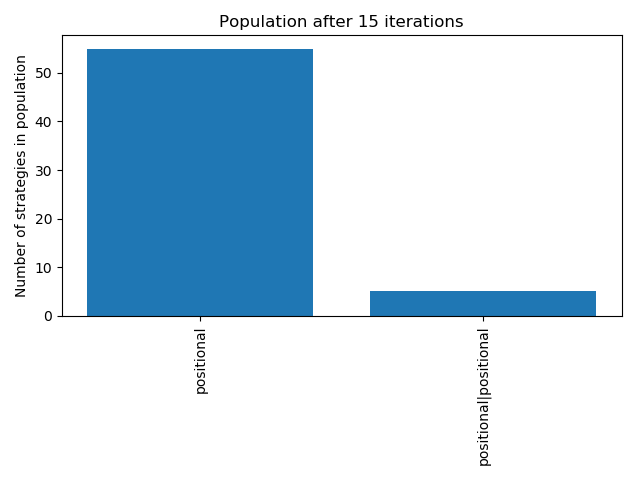 Population after 15 iterations
Number of strategies in population
50
40
30
20
10
0
positional
positional|positional